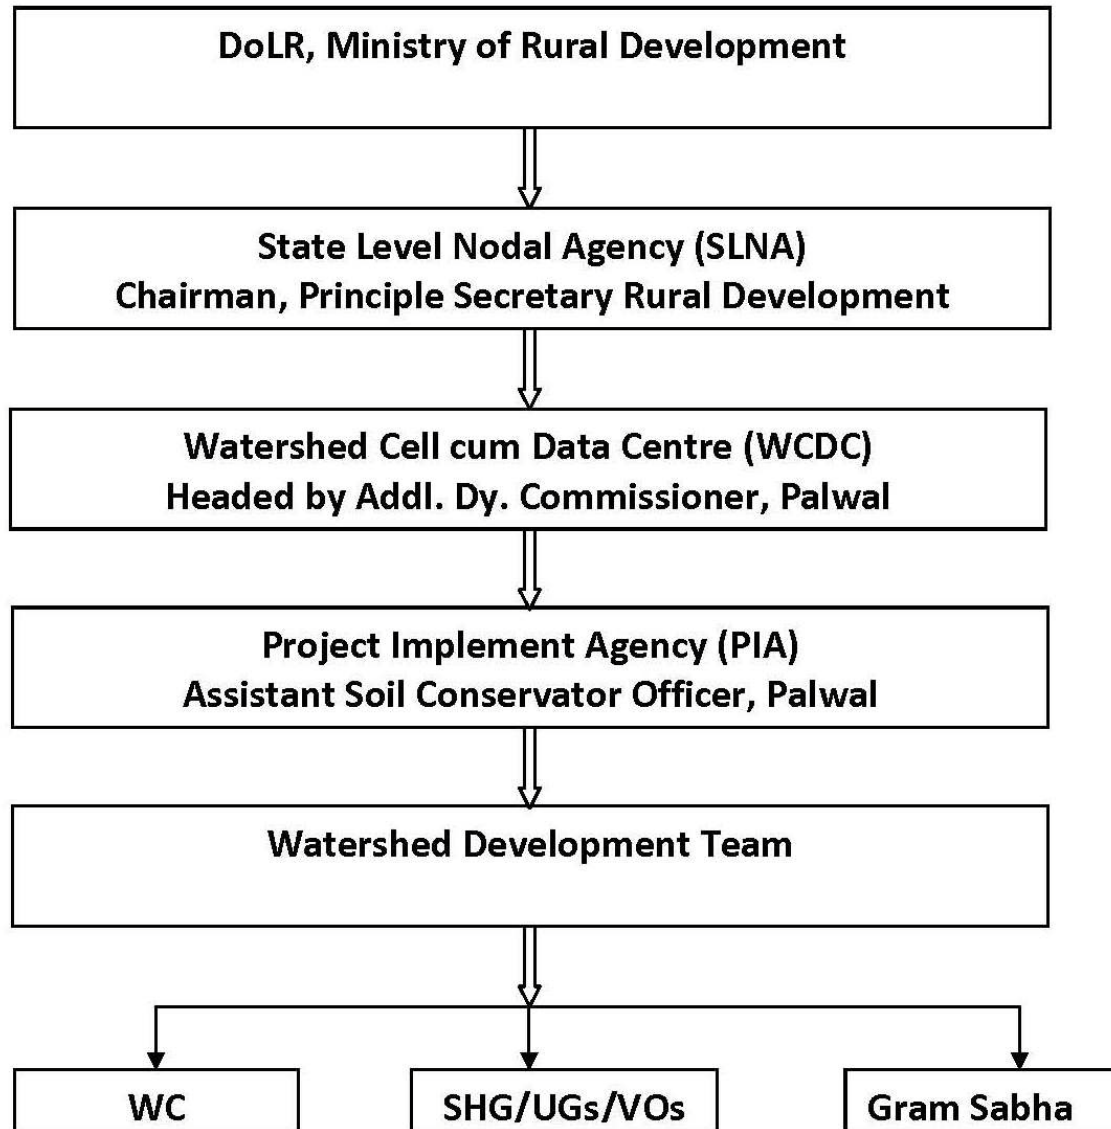 DoLR, Ministry of Rural Development
State Level Nodal Agency (SLNA)
Chairman, Principle Secretary Rural Development
Watershed Cell cum Data Centre (WCDC)
Headed by Addl. Dy. Commissioner, Palwal
Project Implement Agency (PIA)
Assistant Soil Conservator Officer, Palwal
Watershed Development Team
WC
SHG/UGs/VOs
Gram Sabha